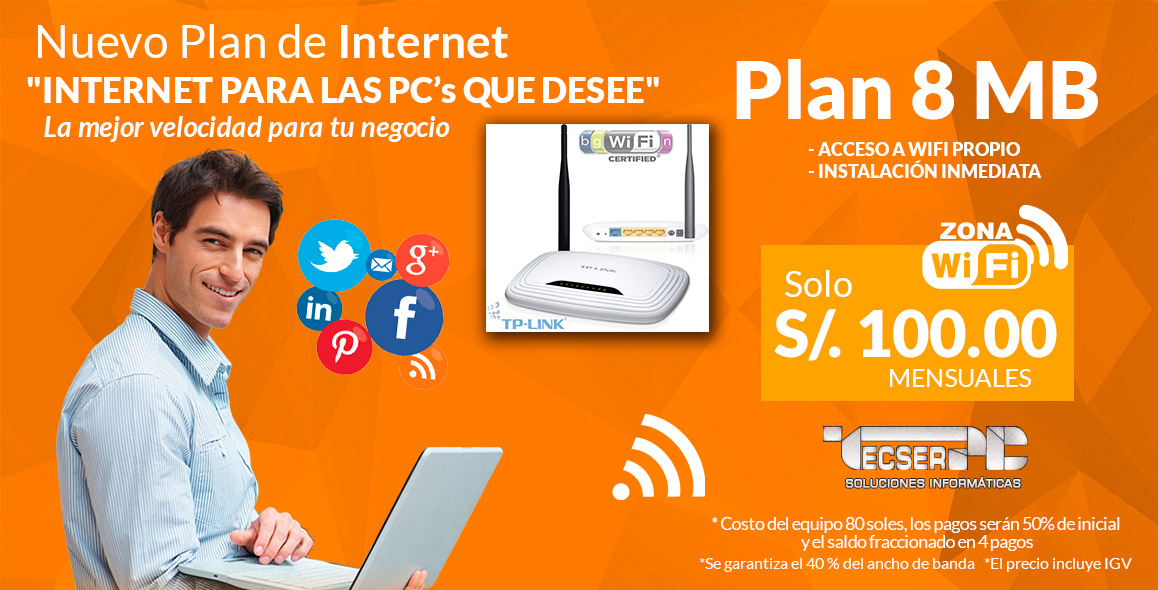 Nuevo Plan de Internet
"INTERNET PARA LAS PC's QUE DESEE"
La mejor velocidad para tu negocio
b g WiFi n
CERTIFIED®
TP-LINK
TP-LINK®
in
f
g+
Plan 8 MB
- ACCESO A WIFI PROPIO
- INSTALACIÓN INMEDIATA
ZONA
WiFi
Solo
S/. 100.00
MENSUALES
TECSER PC
SOLUCIONES INFORMÁTICAS
* Costo del equipo 80 soles, los pagos serán 50% de inicial
y el saldo fraccionado en 4 pagos
*Se garantiza el 40 % del ancho de banda *El precio incluye IGV